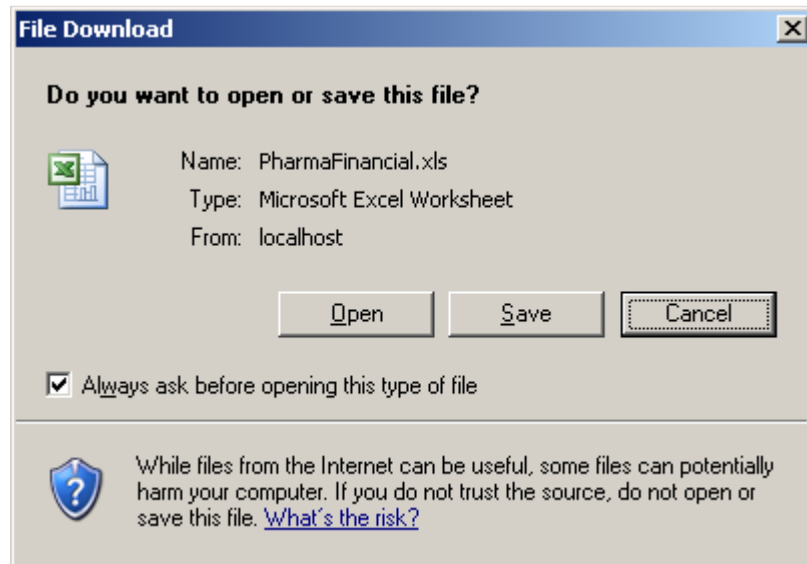 File Download
Do you want to open or save this file?
Name: PharmaFinancial.xls
Type: Microsoft Excel Worksheet
From: localhost
Open Save Cancel
Always ask before opening this type of file
While files from the Internet can be useful, some files can potentially
harm your computer. If you do not trust the source, do not open or
save this file. What's the risk?